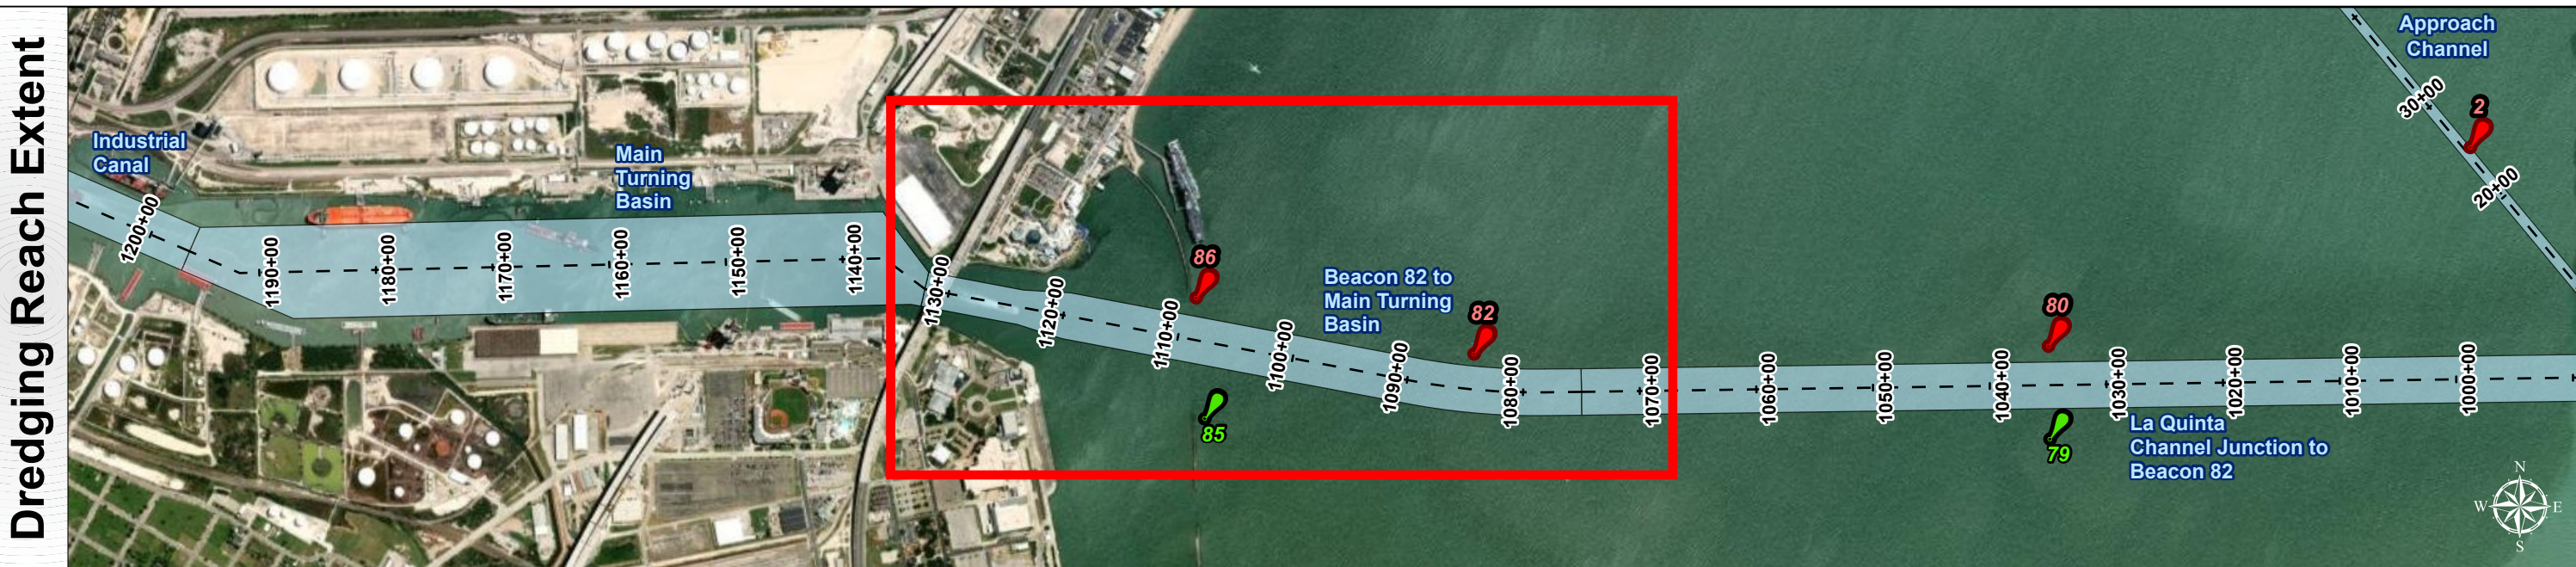 Dredging Reach Extent
Industrial
Canal
Main
Turning
Basin
Approach
Channel
Beacon 82 to
Main Turning
Basin
La Quinta
Channel Junction to
Beacon 82
1200+00
1190+00
1180+00
1170+00
1160+00
1150+00
1140+00
1130+00
1120+00
1110+00
1100+00
1090+00
1080+00
1070+00
1060+00
1050+00
1040+00
1030+00
1020+00
1010+00
1000+00
30+00
20+00
86
85
82
80
79
2
N
W
E
S